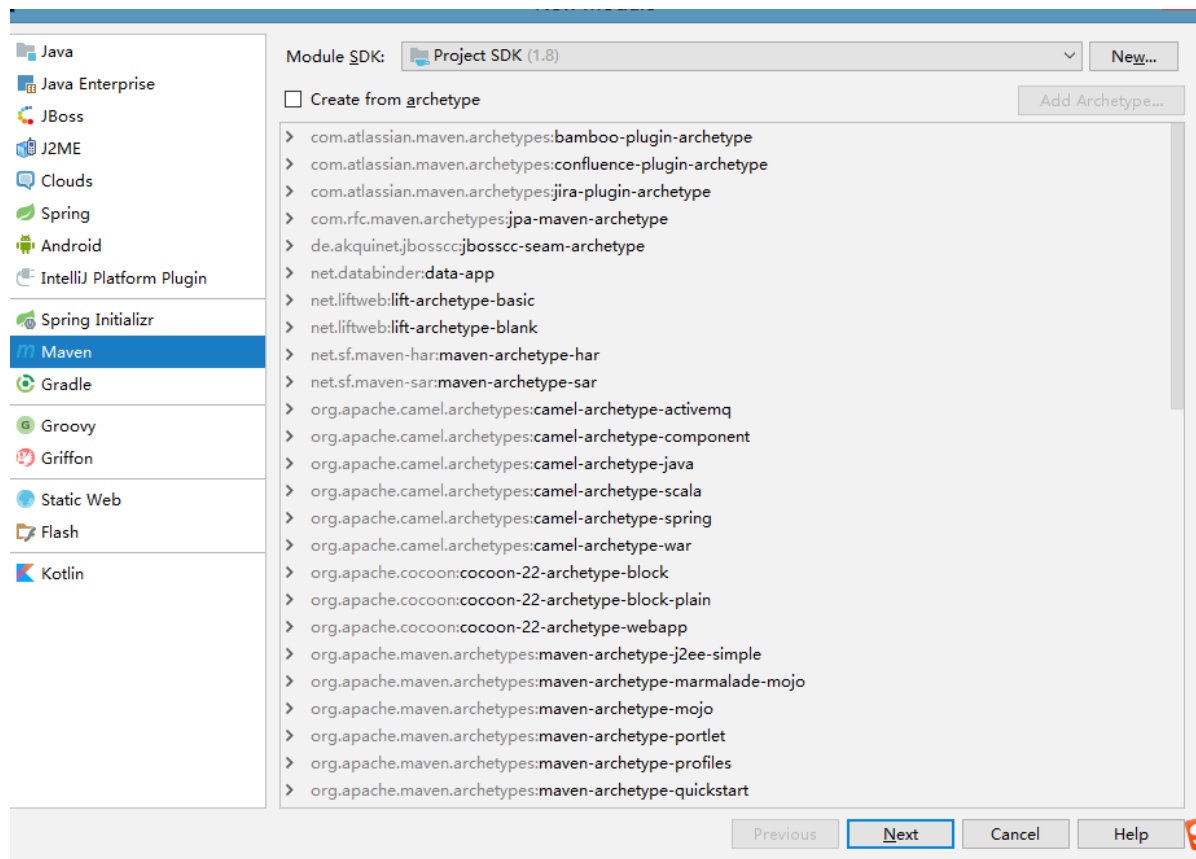 New Module
Java
Java Enterprise
JBoss
J2ME
Clouds
Spring
Android
IntelliJ Platform Plugin
Spring Initializr
Maven
Gradle
Groovy
Griffon
Static Web
Flash
Kotlin
Module SDK: Project SDK (1.8) New...
Create from archetype Add Archetype...
com.atlassian.maven.archetypes:bamboo-plugin-archetype
com.atlassian.maven.archetypes:confluence-plugin-archetype
com.atlassian.maven.archetypes:jira-plugin-archetype
com.rfc.maven.archetypes:jpa-maven-archetype
de.akquinet.jbosscc:jbosscc-seam-archetype
net.databinder:data-app
net.liftweb:lift-archetype-basic
net.liftweb:lift-archetype-blank
net.sf.maven-har:maven-archetype-har
net.sf.maven-sar:maven-archetype-sar
org.apache.camel.archetypes:camel-archetype-activemq
org.apache.camel.archetypes:camel-archetype-component
org.apache.camel.archetypes:camel-archetype-java
org.apache.camel.archetypes:camel-archetype-scala
org.apache.camel.archetypes:camel-archetype-spring
org.apache.camel.archetypes:camel-archetype-war
org.apache.cocoon:cocoon-22-archetype-block
org.apache.cocoon:cocoon-22-archetype-block-plain
org.apache.cocoon:cocoon-22-archetype-webapp
org.apache.maven.archetypes:maven-archetype-j2ee-simple
org.apache.maven.archetypes:maven-archetype-marmalade-mojo
org.apache.maven.archetypes:maven-archetype-mojo
org.apache.maven.archetypes:maven-archetype-portlet
org.apache.maven.archetypes:maven-archetype-profiles
org.apache.maven.archetypes:maven-archetype-quickstart
Previous Next Cancel Help